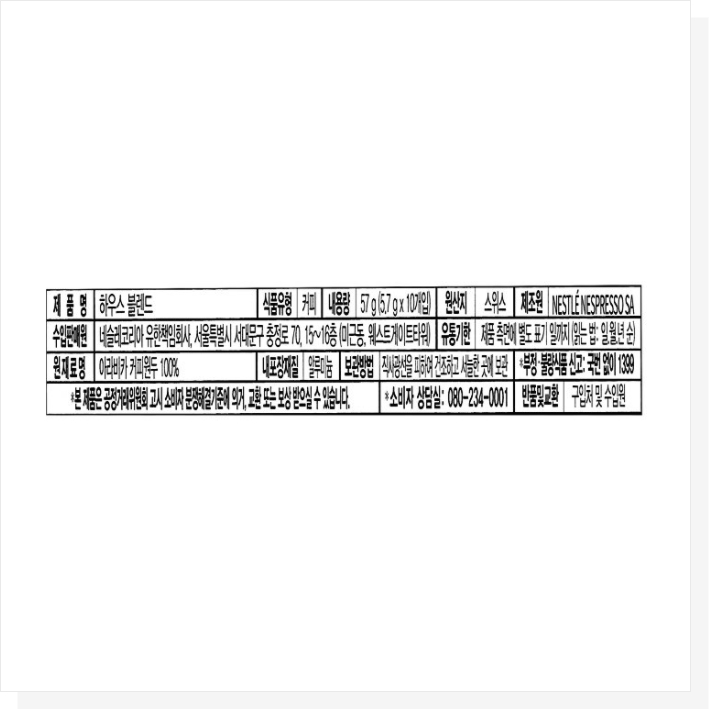 제 품 명 하우스 블렌드 식품유형 커피 내용량 57 g (5.7 g x 10개입) 원산지 스위스 제조원 NESTLÉ NESPRESSO SA
수입판매원 네슬레코리아 유한책임회사, 서울특별시 서대문구 충정로 70, 15~16층 (미근동, 웨스트게이트타워) 유통기한 제품 측면에 별도 표기 일까지 (읽는 법: 일,월,년 순)
원 재 료 명 아라비카 커피원두 100% 내포장재질 알루미늄 보관방법 직사광선을 피하여 건조하고 서늘한 곳에 보관 *부정·불량식품 신고: 국번 없이 1399
*본 제품은 공정거래위원회 고시 소비자 분쟁해결기준에 의거, 교환 또는 보상 받으실 수 있습니다. *소비자 상담실: 080-234-0001 반품및교환 구입처 및 수입원